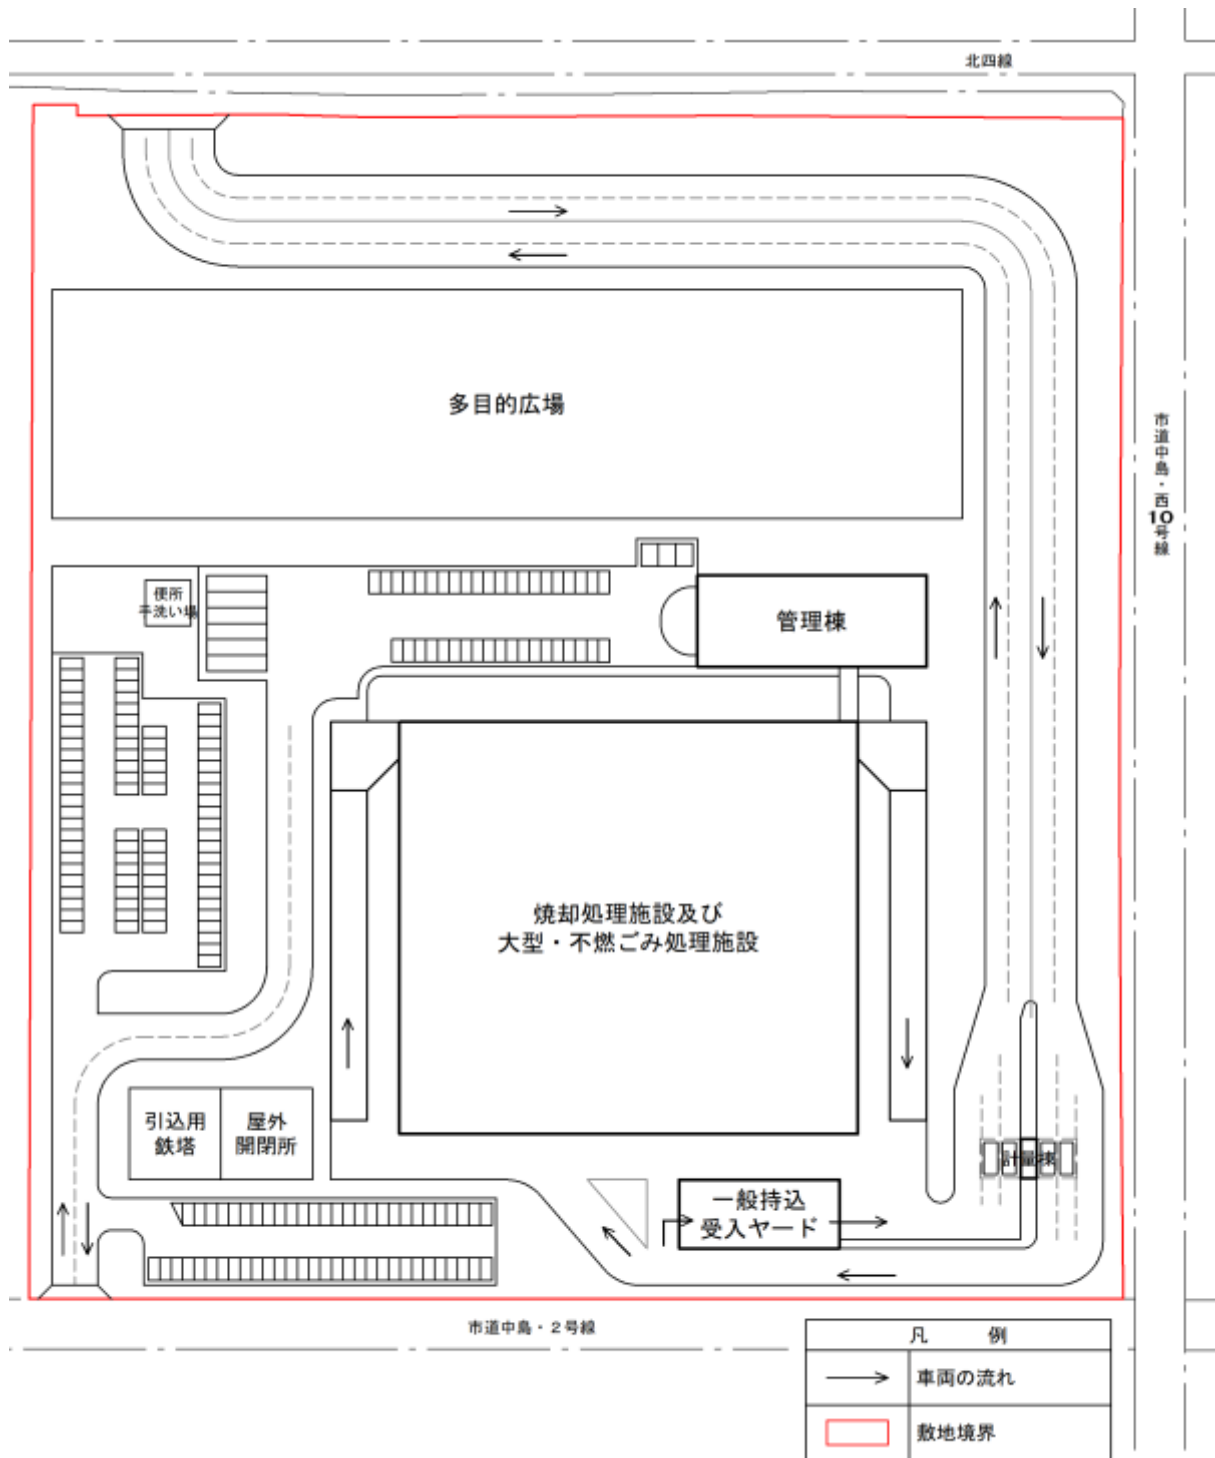 北四線
多目的広場
市道中島・西10号線
便所
手洗い場
管理棟
焼却処理施設及び
大型・不燃ごみ処理施設
引込用
鉄塔
屋外
開閉所
計量棟
一般持込
受入ヤード
市道中島・2号線
凡 例
車両の流れ
敷地境界